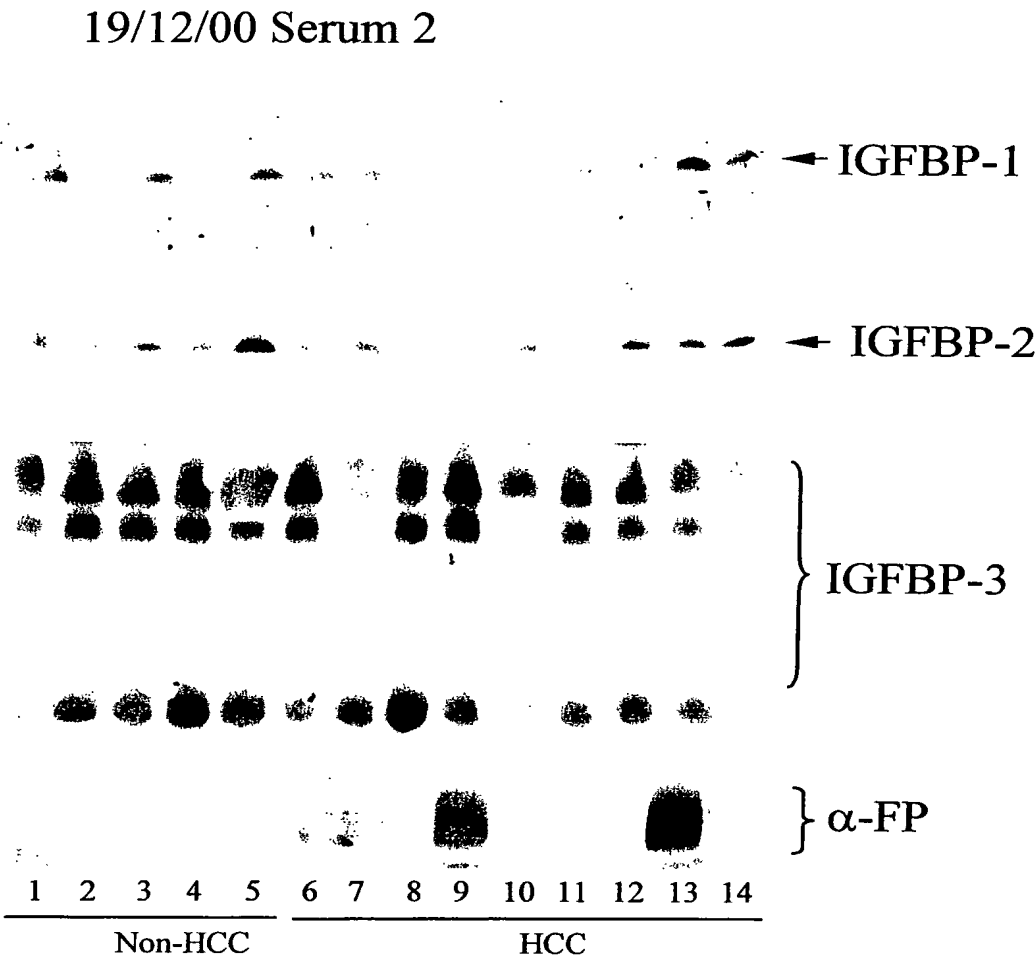 19/12/00 Serum 2
IGFBP-1
IGFBP-2
IGFBP-3
α-FP
1 2 3 4 5 6 7 8 9 10 11 12 13 14
Non-HCC HCC